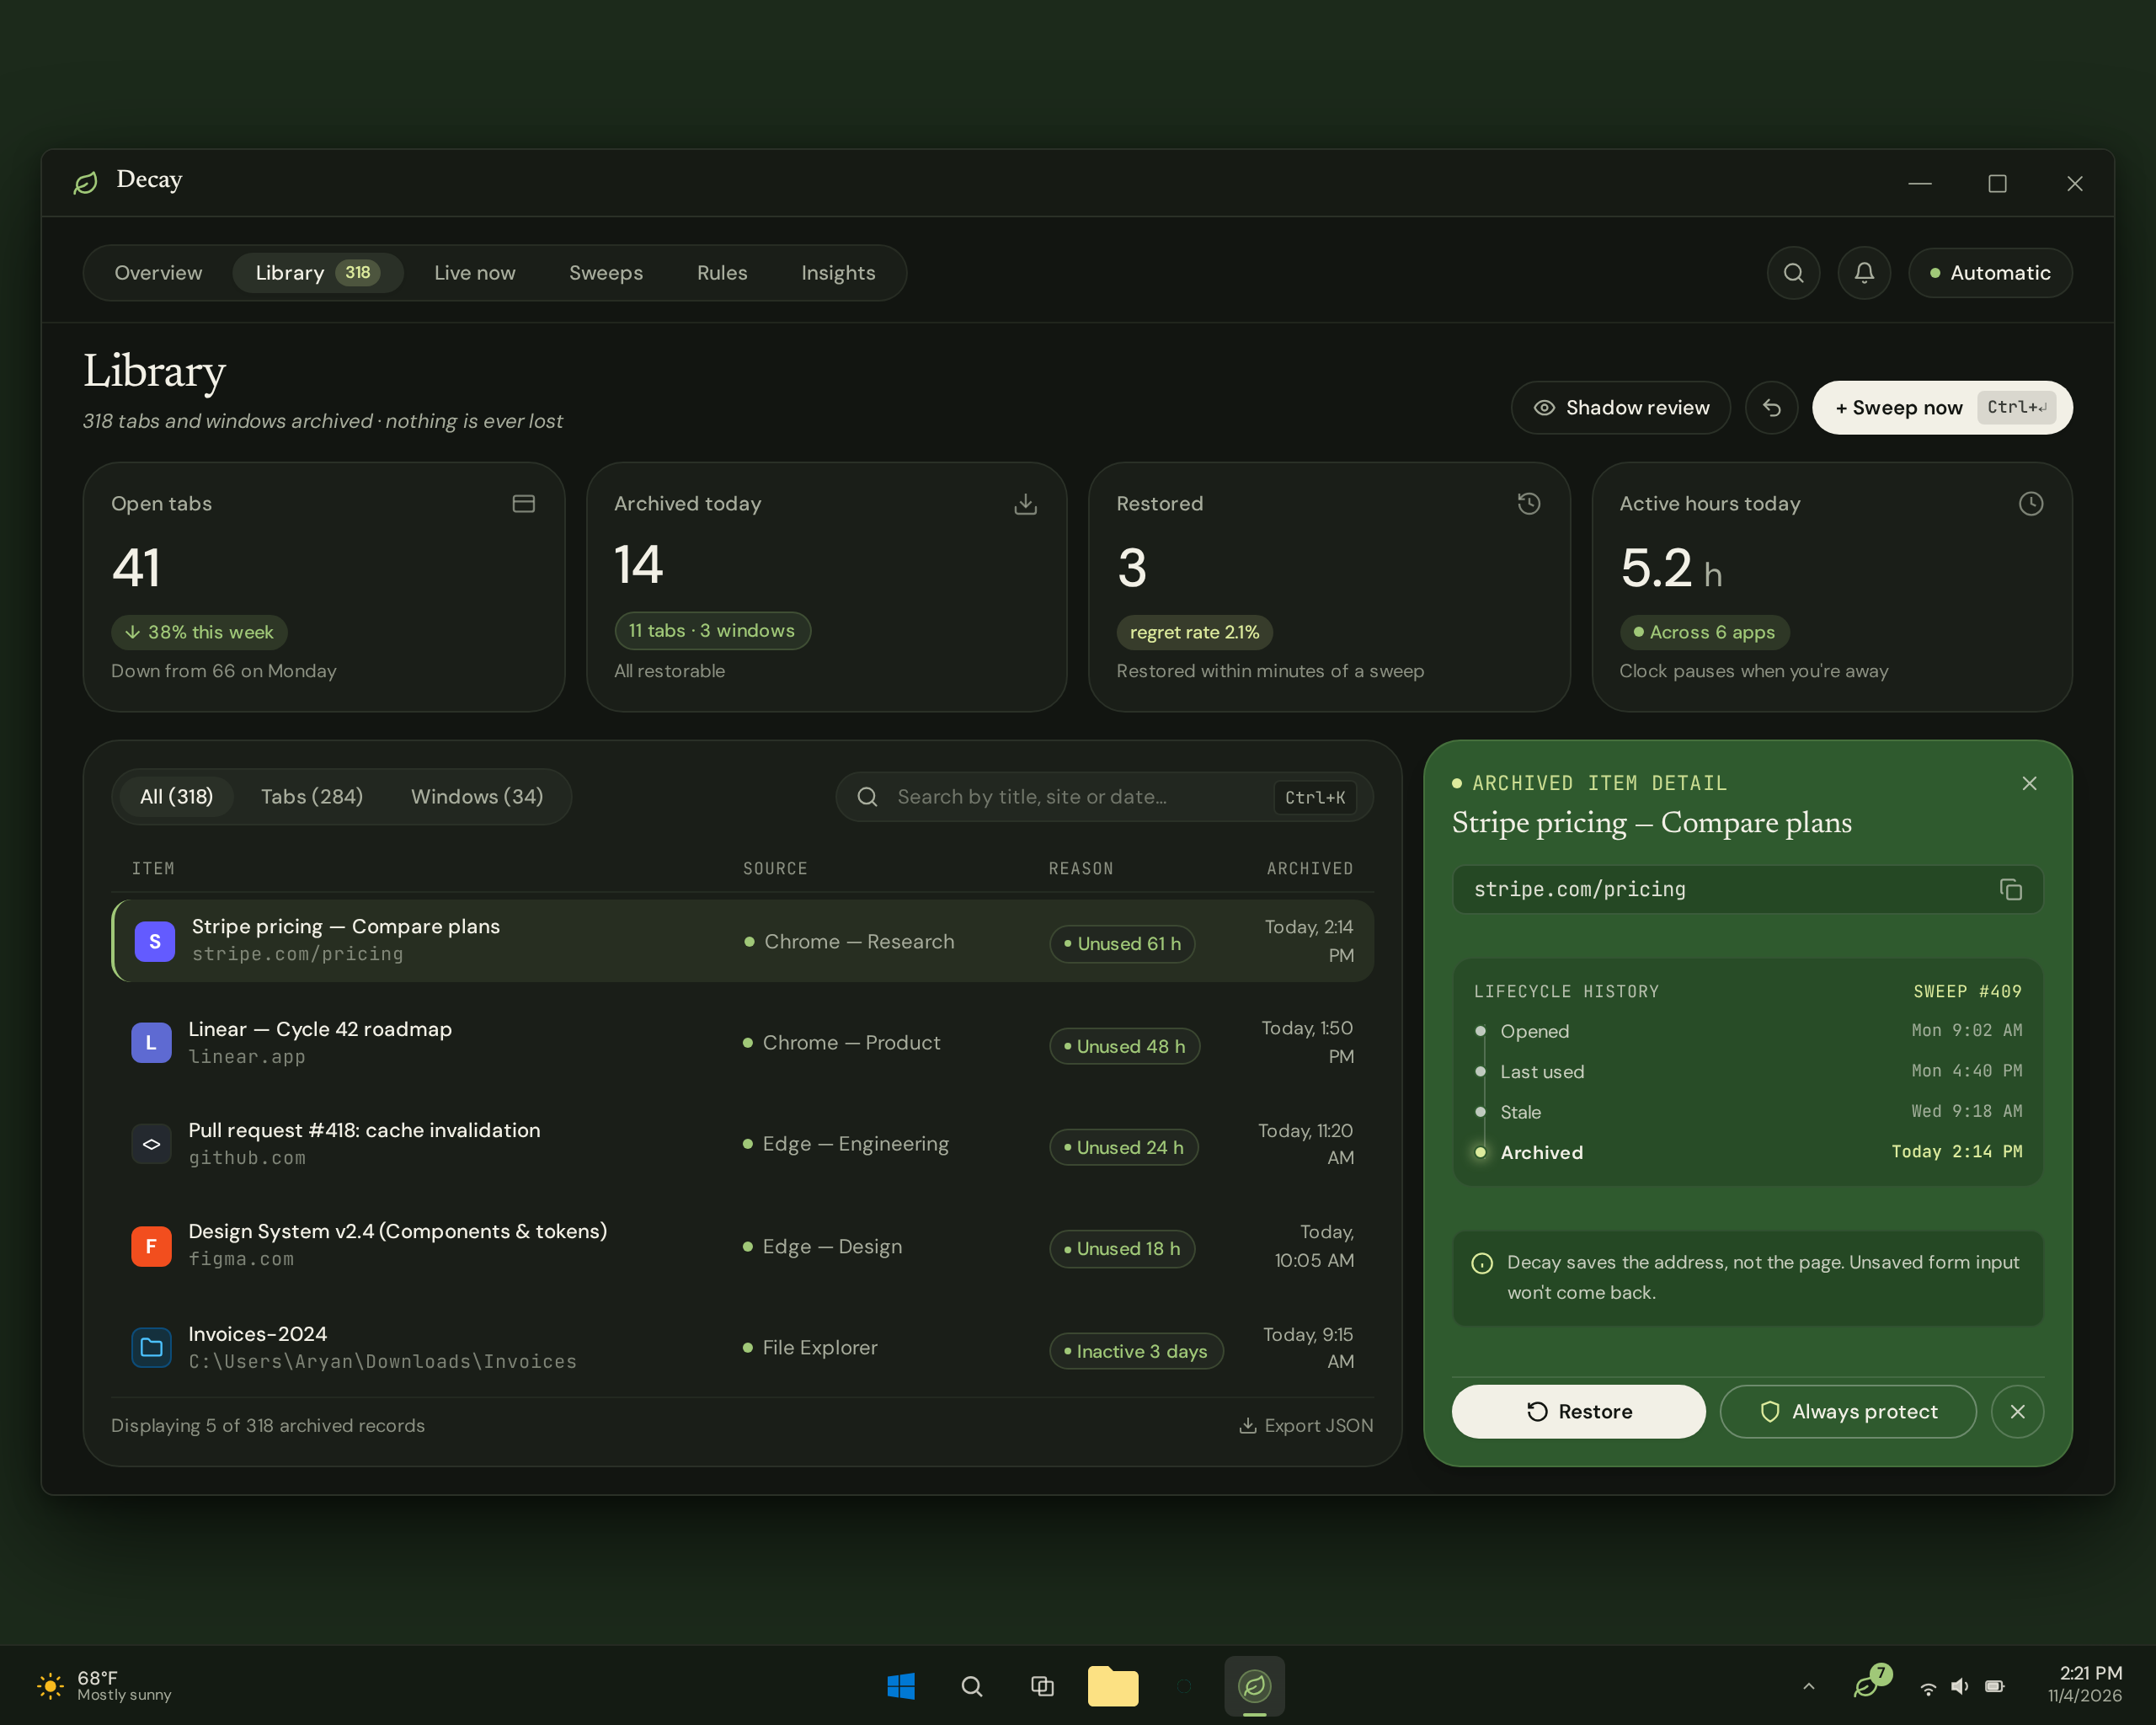 Decay
Overview
Library 318
Live now
Sweeps
Rules
Insights
Automatic
Library
318 tabs and windows archived · nothing is ever lost
Shadow review
+ Sweep now Ctrl+↵
Open tabs
41
↓ 38% this week
Down from 66 on Monday
Archived today
14
11 tabs · 3 windows
All restorable
Restored
3
regret rate 2.1%
Restored within minutes of a sweep
Active hours today
5.2 h
Across 6 apps
Clock pauses when you're away
All (318)
Tabs (284)
Windows (34)
Search by title, site or date...
Ctrl+K
ITEM
SOURCE
REASON
ARCHIVED
S
Stripe pricing — Compare plans
stripe.com/pricing
Chrome — Research
Unused 61 h
Today, 2:14
PM
L
Linear — Cycle 42 roadmap
linear.app
Chrome — Product
Unused 48 h
Today, 1:50
PM
Pull request #418: cache invalidation
github.com
Edge — Engineering
Unused 24 h
Today, 11:20
AM
F
Design System v2.4 (Components & tokens)
figma.com
Edge — Design
Unused 18 h
Today,
10:05 AM
Invoices-2024
C:\Users\Aryan\Downloads\Invoices
File Explorer
Inactive 3 days
Today, 9:15
AM
Displaying 5 of 318 archived records
Export JSON
ARCHIVED ITEM DETAIL
Stripe pricing — Compare plans
stripe.com/pricing
LIFECYCLE HISTORY
SWEEP #409
Opened
Mon 9:02 AM
Last used
Mon 4:40 PM
Stale
Wed 9:18 AM
Archived
Today 2:14 PM
Decay saves the address, not the page. Unsaved form input
won't come back.
Restore
Always protect
68°F
Mostly sunny
7
2:21 PM
11/4/2026